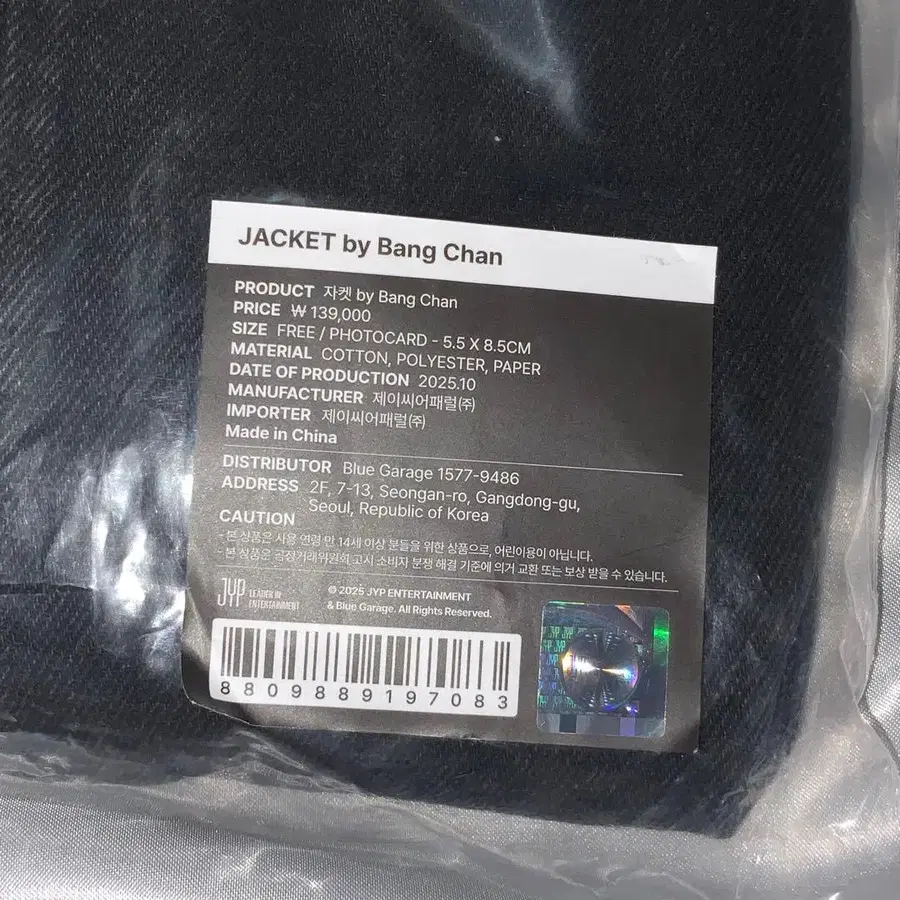 JACKET by Bang Chan
PRODUCT 자켓 by Bang Chan
PRICE ₩ 139,000
SIZE FREE / PHOTOCARD - 5.5 X 8.5CM
MATERIAL COTTON, POLYESTER, PAPER
DATE OF PRODUCTION 2025.10
MANUFACTURER 제이씨어패럴(주)
IMPORTER 제이씨어패럴(주)
Made in China
DISTRIBUTOR Blue Garage 1577-9486
ADDRESS 2F, 7-13, Seongan-ro, Gangdong-gu,
Seoul, Republic of Korea
CAUTION
- 본 상품은 사용 연령 만 14세 이상 분들을 위한 상품으로, 어린이용이 아닙니다.
- 본 상품은 공정거래위원회 고시 소비자 분쟁 해결 기준에 의거 교환 또는 보상 받을 수 있습니다.
JYP LEADER IN
ENTERTAINMENT
© 2025 JYP ENTERTAINMENT
& Blue Garage. All Rights Reserved.
8809889197083
JYP JYP